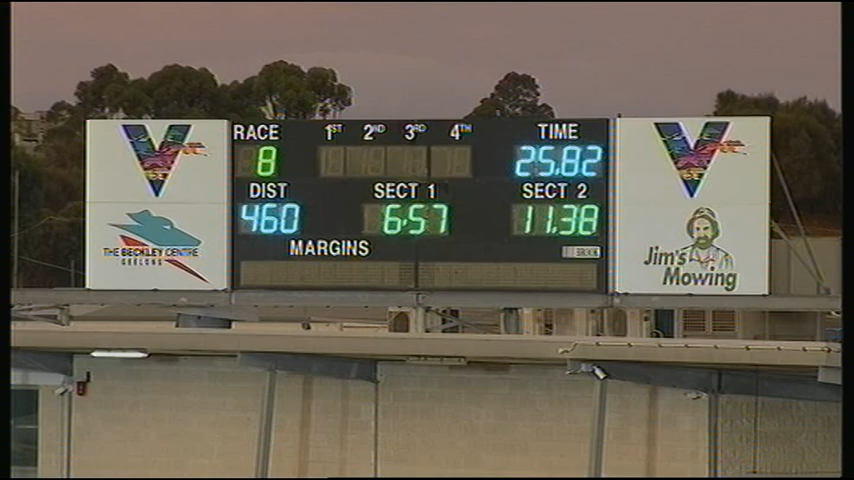 RACE 1ST 2ND 3RD 4TH TIME
8 25.82
DIST SECT 1 SECT 2
460 6.57 11.38
MARGINS
THE BECKLEY CENTRE
GEELONG
Jim's
Mowing